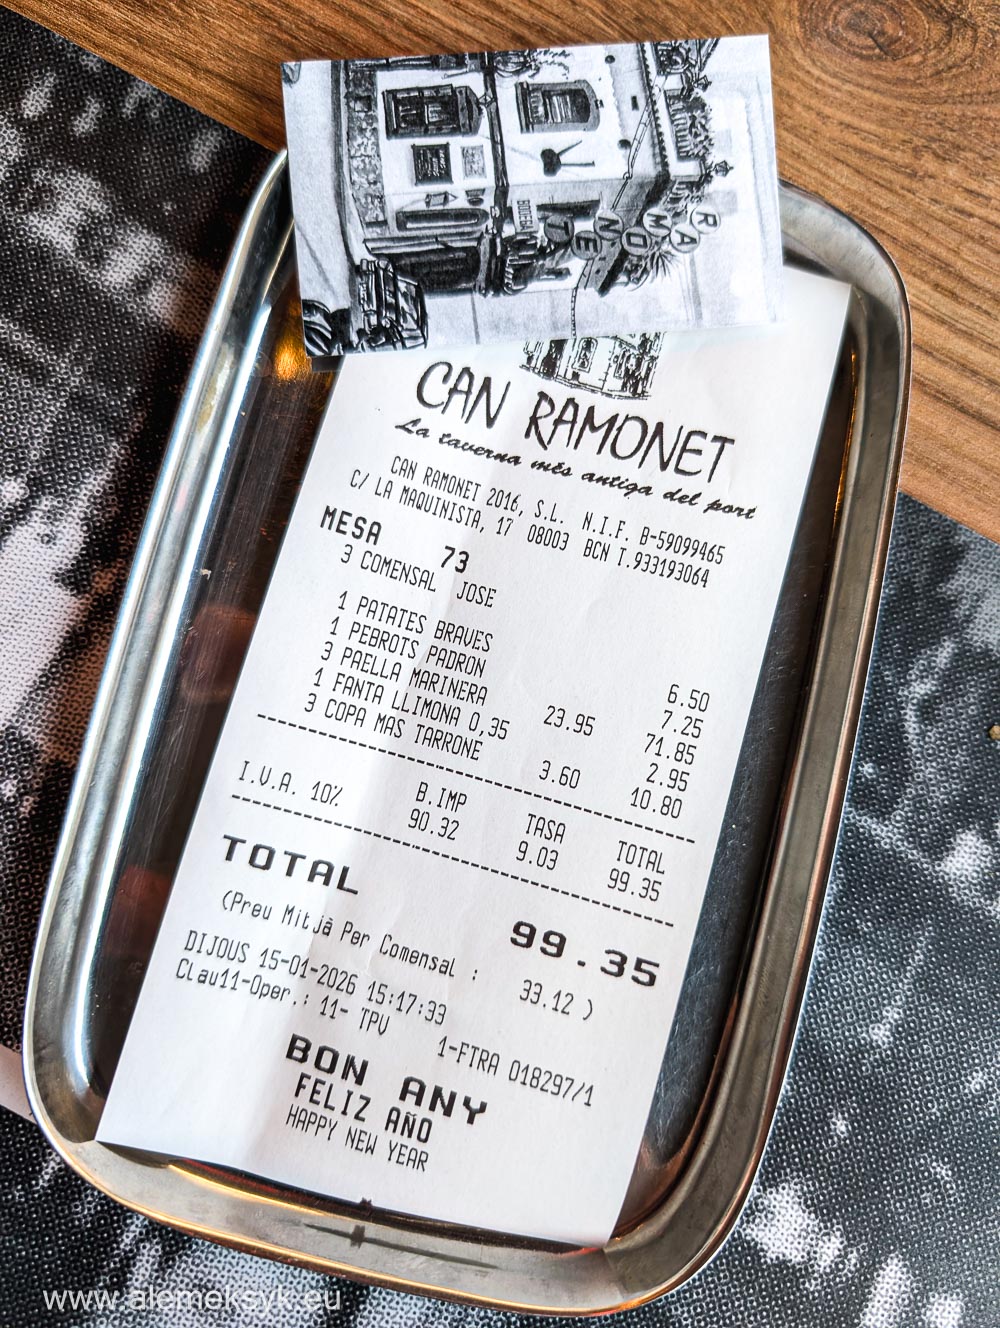 RAMONET
BODEGA
CAN RAMONET
La taverna més antiga del port
CAN RAMONET 2016, S.L. N.I.F. B-59099465
C/ LA MAQUINISTA, 17 08003 BCN T.933193064
MESA 73
3 COMENSAL JOSE
1 PATATES BRAVES 6.50
1 PEBROTS PADRON 7.25
3 PAELLA MARINERA 23.95 71.85
1 FANTA LLIMONA 0,35 2.95
3 COPA MAS TARRONE 3.60 10.80
B.IMP TASA TOTAL
I.V.A. 10% 90.32 9.03 99.35
TOTAL 99.35
(Preu Mitjà Per Comensal : 33.12 )
DIJOUS 15-01-2026 15:17:33
Clau11-Oper.: 11- TPV 1-FTRA 018297/1
BON ANY
FELIZ AÑO
HAPPY NEW YEAR
www.alemeksyk.eu